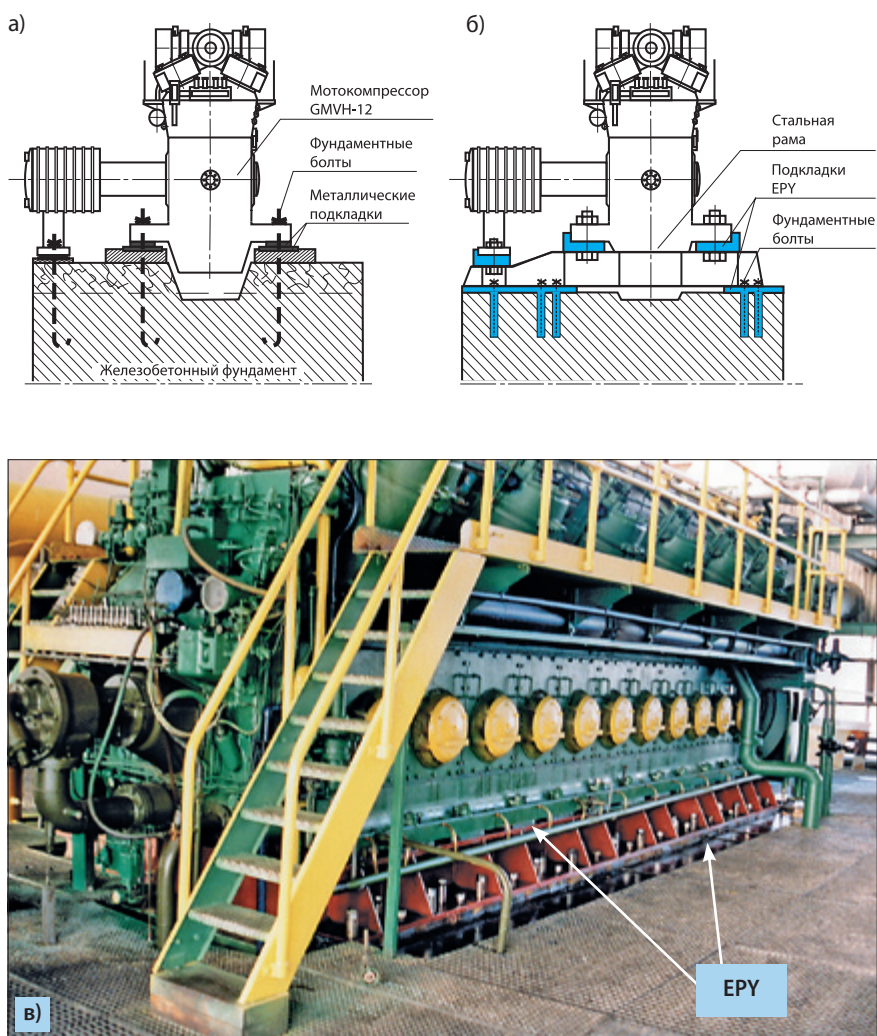 а)
Мотокомпрессор
GMVH-12
Фундаментные
болты
Металлические
подкладки
Железобетонный фундамент
б)
Стальная
рама
Подкладки
EPY
Фундаментные
болты
EPY
в)